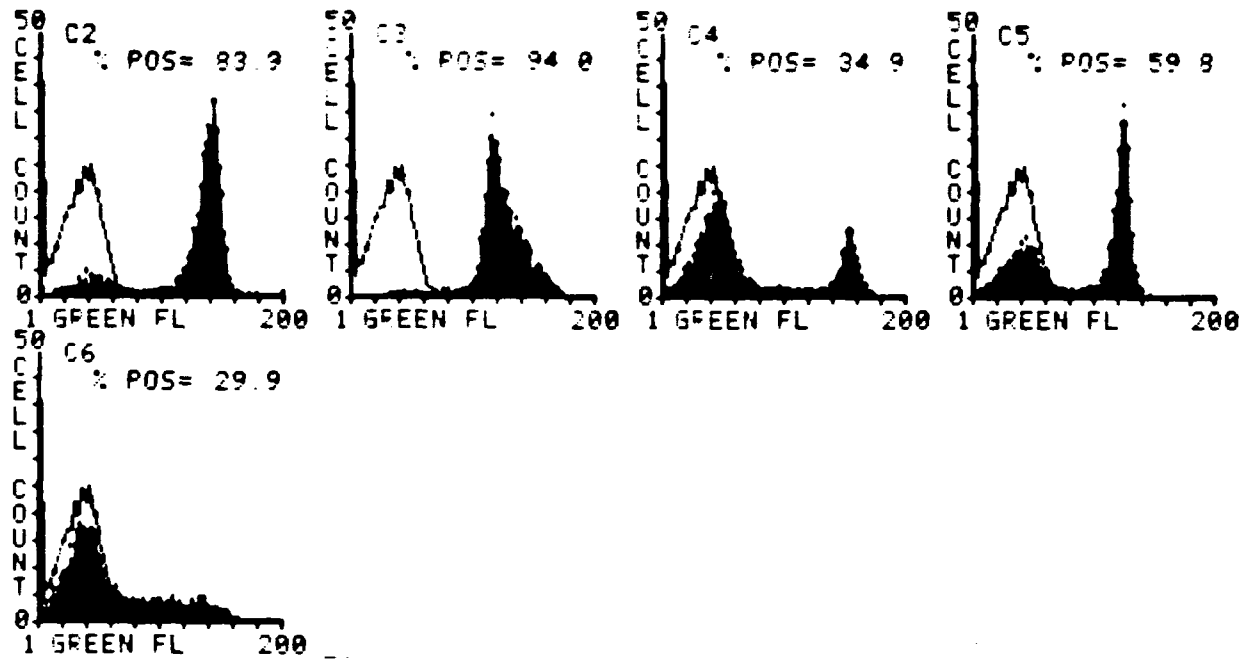 50
C2
% POS= 83.9
CELL COUNT
0
1 GREEN FL 200
50
C3
% POS= 94.0
CELL COUNT
0
1 GREEN FL 200
50
C4
% POS= 34.9
CELL COUNT
0
1 GREEN FL 200
50
C5
% POS= 59.8
CELL COUNT
0
1 GREEN FL 200
50
C6
% POS= 29.9
CELL COUNT
0
1 GREEN FL 200